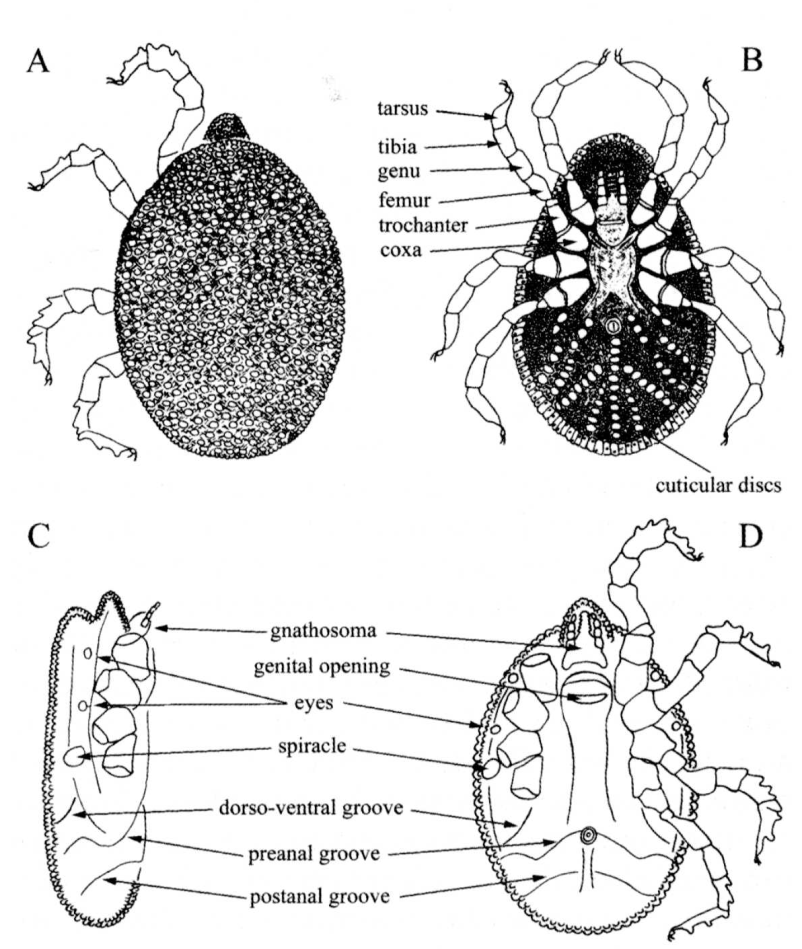 A
B
tarsus
tibia
genu
femur
trochanter
coxa
cuticular discs
C
D
gnathosoma
genital opening
eyes
spiracle
dorso-ventral groove
preanal groove
postanal groove